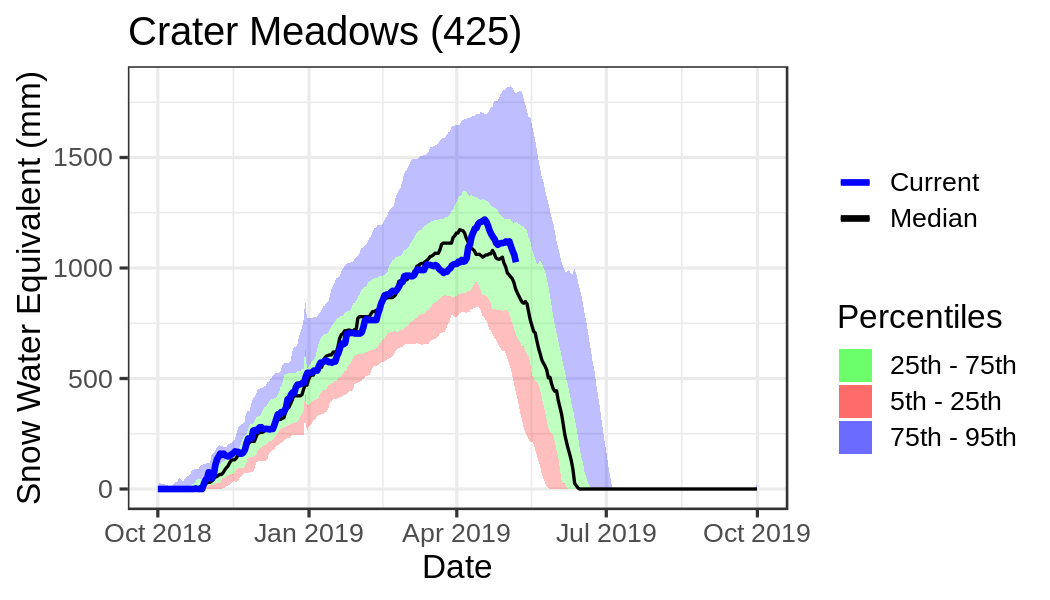 Crater Meadows (425)
Snow Water Equivalent (mm)
1500
1000
500
0
Oct 2018
Jan 2019
Apr 2019
Jul 2019
Oct 2019
Date
Current
Median
Percentiles
25th - 75th
5th - 25th
75th - 95th